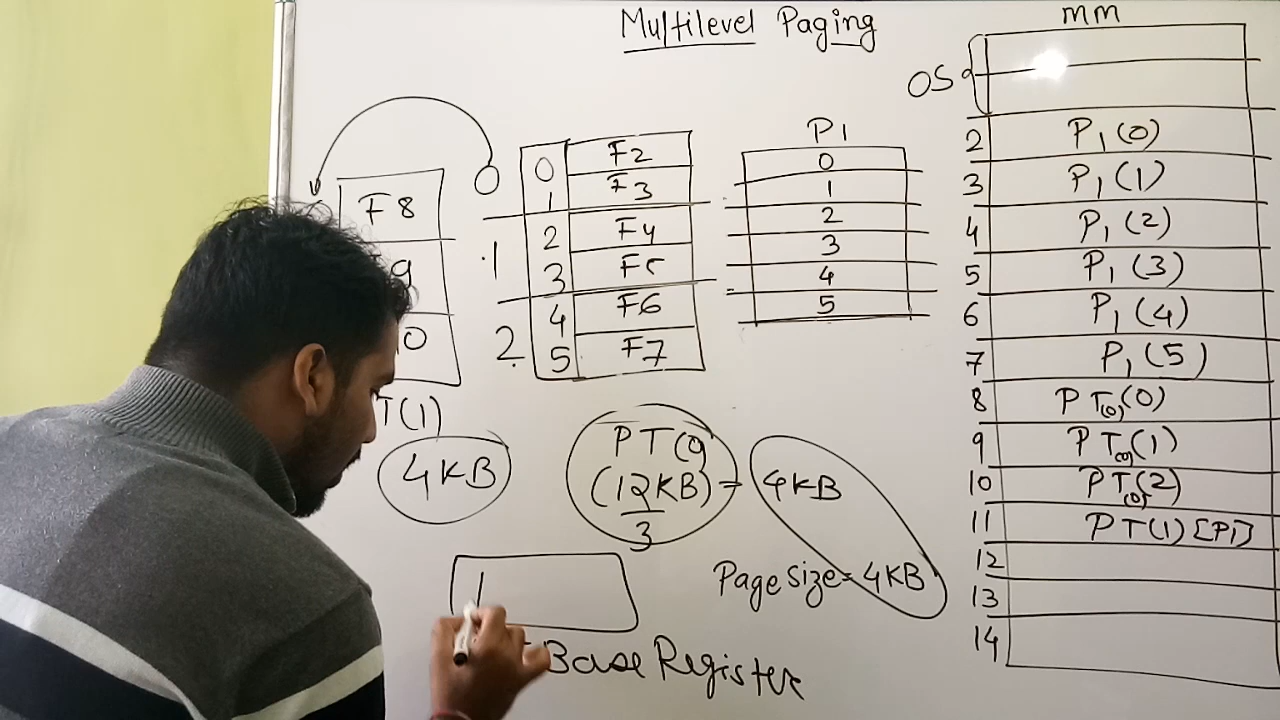 Multilevel Paging
MM
OS
2 P1(0)
3 P1(1)
4 P1(2)
5 P1(3)
6 P1(4)
7 P1(5)
8 PT(0)(0)
9 PT(0)(1)
10 PT(0)(2)
11 PT(1)[P1]
12
13
14
P1
0
1
2
3
4
5
0
1
2
0 F2
1 F3
2 F4
3 F5
4 F6
5 F7
F8
9
0
T(1)
4KB
PT(0
(12KB) = 4KB
3
Page size = 4KB
Base Register